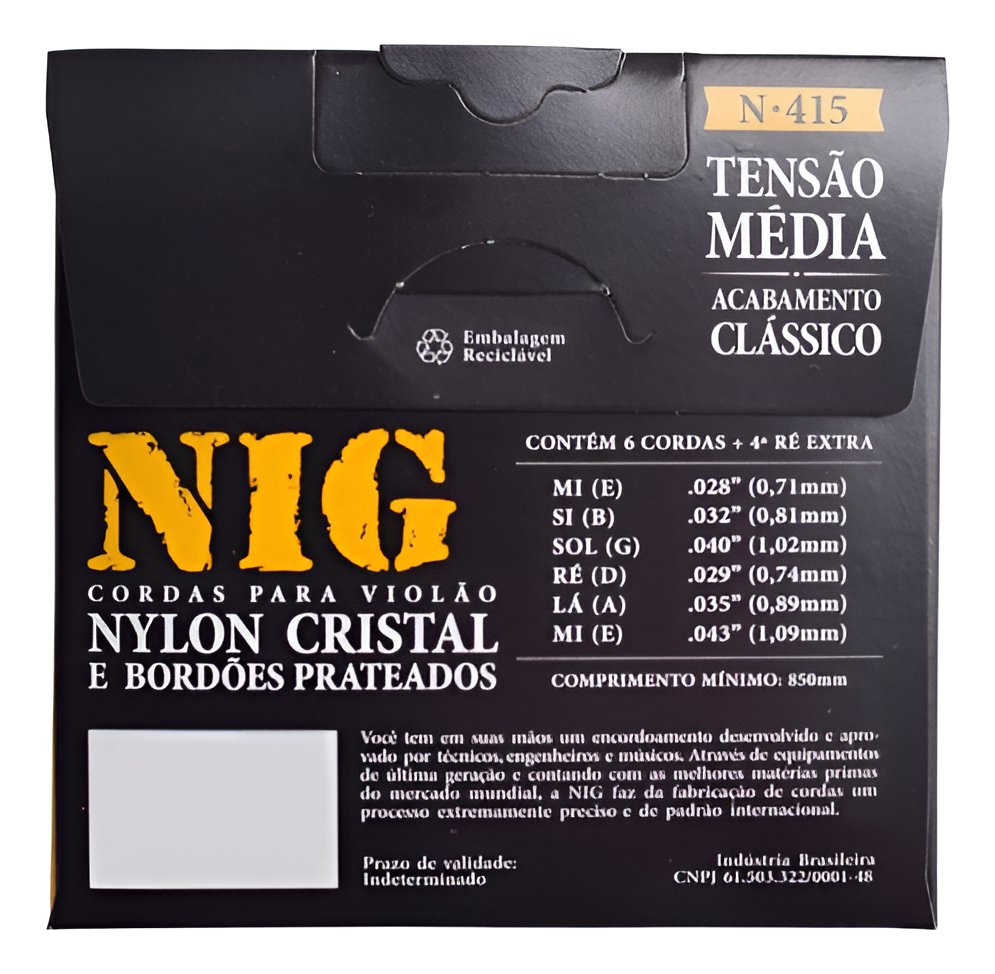 N·415
TENSÃO
MÉDIA
ACABAMENTO
CLÁSSICO
Embalagem
Reciclável
NIG
CORDAS PARA VIOLÃO
NYLON CRISTAL
E BORDÕES PRATEADOS
CONTÉM 6 CORDAS + 4ª RÉ EXTRA
MI (E) .028" (0,71mm)
SI (B) .032" (0,81mm)
SOL (G) .040" (1,02mm)
RÉ (D) .029" (0,74mm)
LÁ (A) .035" (0,89mm)
MI (E) .043" (1,09mm)
COMPRIMENTO MÍNIMO: 850mm
Você tem em suas mãos um encordoamento desenvolvido e apro-
vado por técnicos, engenheiros e músicos. Através de equipamentos
de última geração e contando com as melhores matérias primas
do mercado mundial, a NIG faz da fabricação de cordas um
processo extremamente preciso e de padrão internacional.
Prazo de validade:
Indeterminado
Indústria Brasileira
CNPJ 61.503.322/0001-48